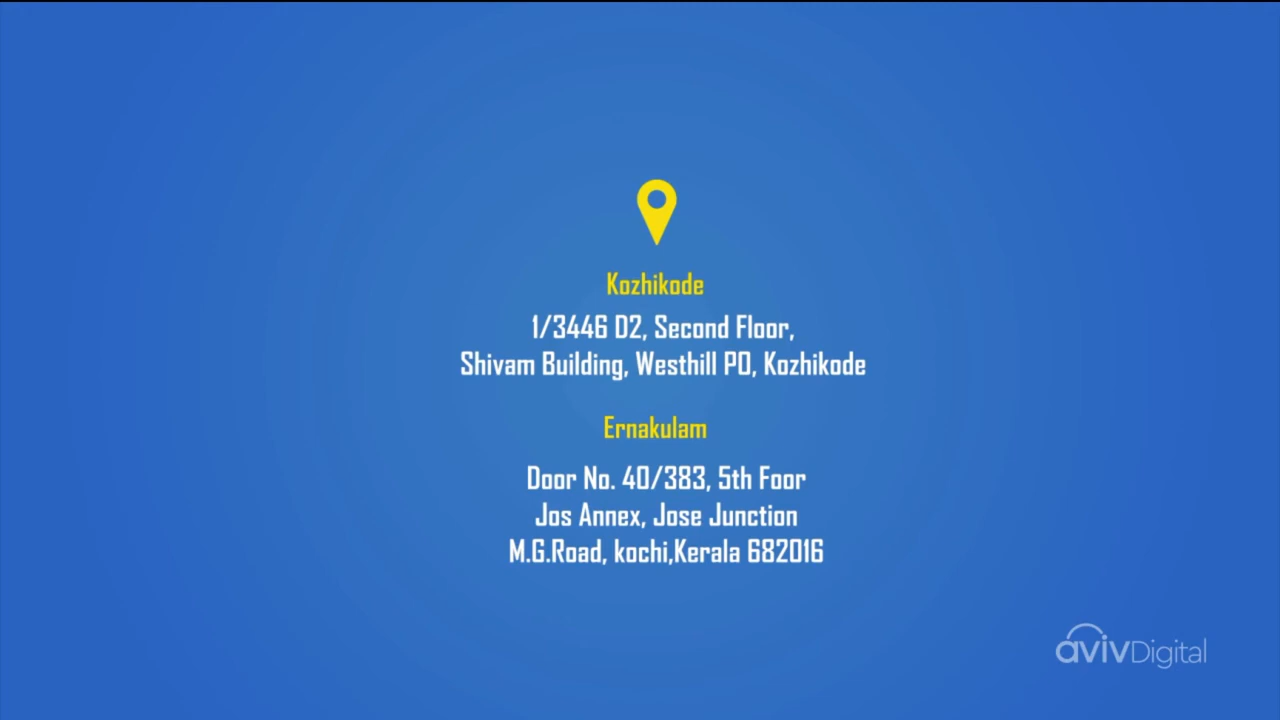 Kozhikode
1/3446 D2, Second Floor,
Shivam Building, Westhill PO, Kozhikode
Ernakulam
Door No. 40/383, 5th Foor
Jos Annex, Jose Junction
M.G.Road, kochi,Kerala 682016
avivDigital